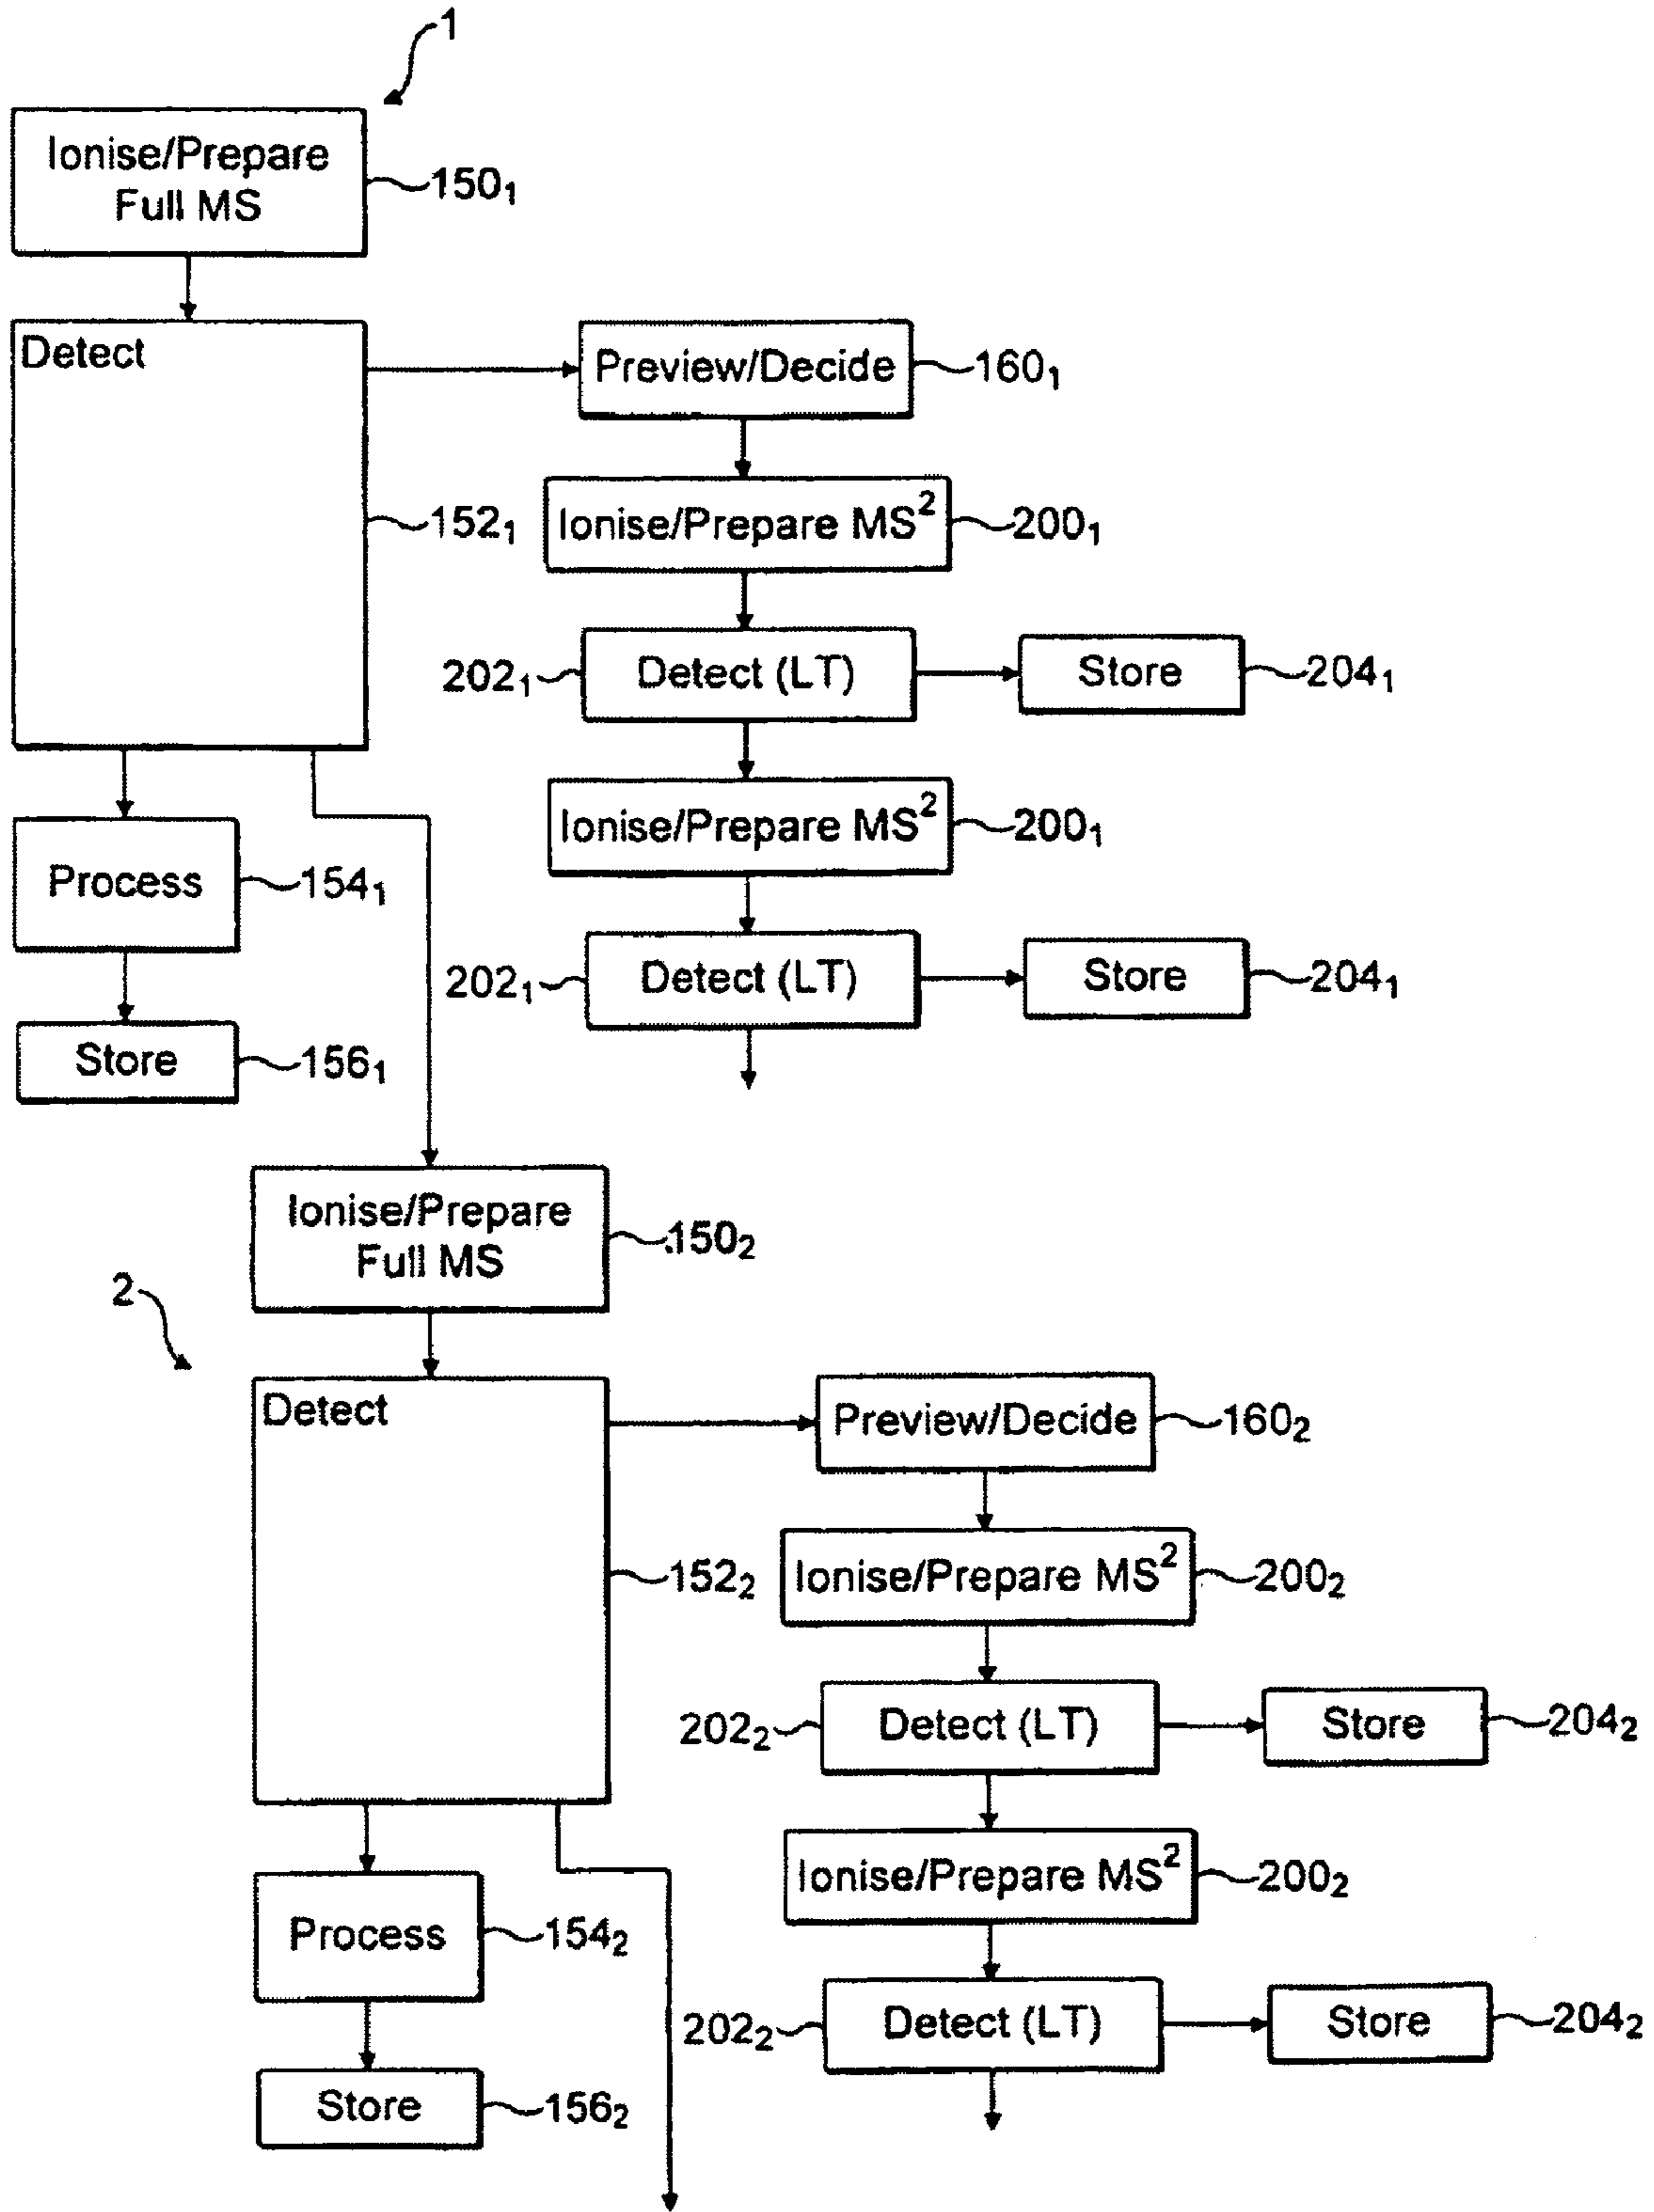 1
Ionise/Prepare
Full MS
150₁
Detect
152₁
Preview/Decide
160₁
Ionise/Prepare MS²
200₁
202₁
Detect (LT)
Store
204₁
Ionise/Prepare MS²
200₁
202₁
Detect (LT)
Store
204₁
Process
154₁
Store
156₁
Ionise/Prepare
Full MS
150₂
2
Detect
152₂
Preview/Decide
160₂
Ionise/Prepare MS²
200₂
202₂
Detect (LT)
Store
204₂
Ionise/Prepare MS²
200₂
202₂
Detect (LT)
Store
204₂
Process
154₂
Store
156₂